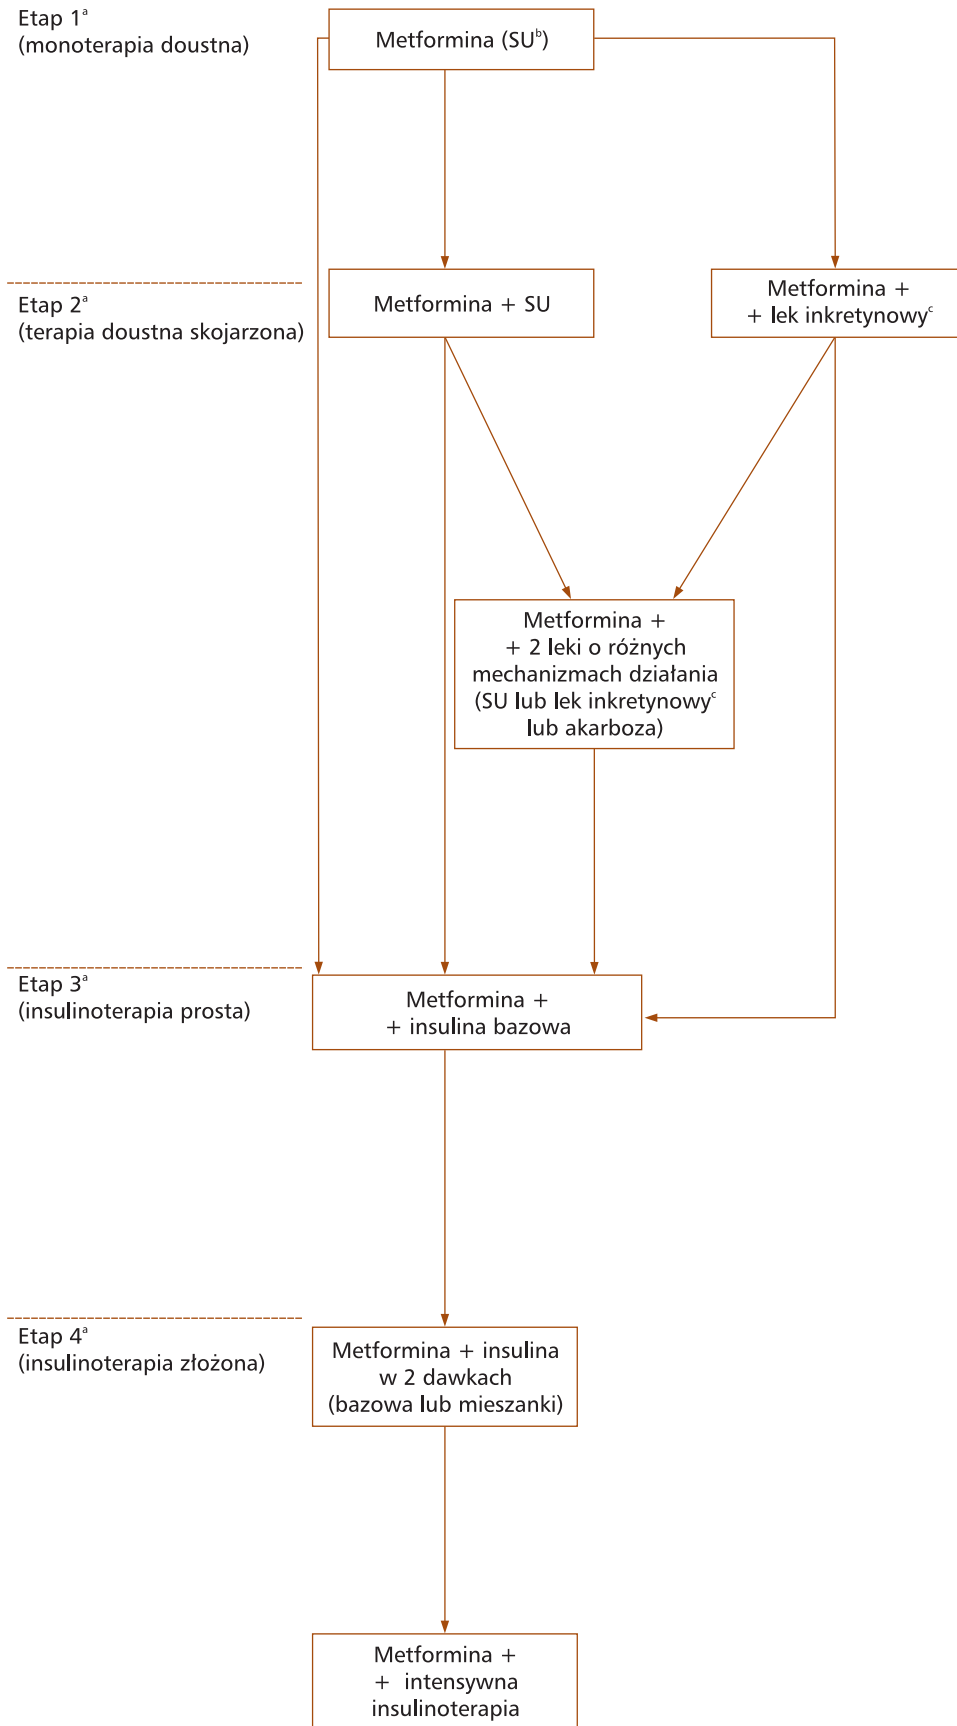 Etap 1ᵃ
(monoterapia doustna)
Metformina (SUᵇ)
Etap 2ᵃ
(terapia doustna skojarzona)
Metformina + SU
Metformina +
+ lek inkretynowyᶜ
Metformina +
+ 2 leki o różnych
mechanizmach działania
(SU lub lek inkretynowyᶜ
lub akarboza)
Etap 3ᵃ
(insulinoterapia prosta)
Metformina +
+ insulina bazowa
Etap 4ᵃ
(insulinoterapia złożona)
Metformina + insulina
w 2 dawkach
(bazowa lub mieszanki)
Metformina +
+ intensywna
insulinoterapia